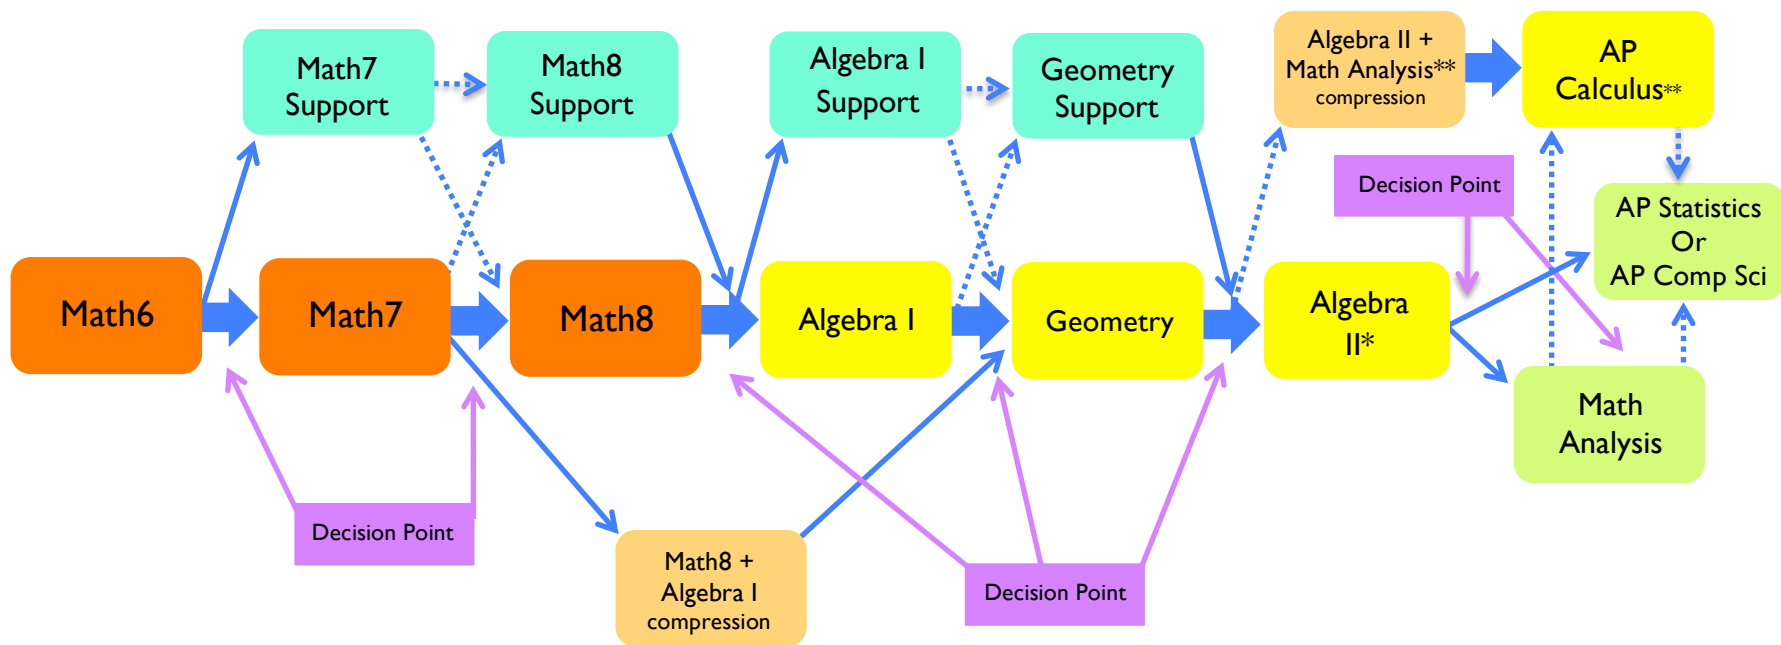 Math7
Support
Math8
Support
Algebra I
Support
Geometry
Support
Algebra II +
Math Analysis**
compression
AP
Calculus**
Decision Point
AP Statistics
Or
AP Comp Sci
Math6
Math7
Math8
Algebra I
Geometry
Algebra
II*
Math
Analysis
Decision Point
Math8 +
Algebra I
compression
Decision Point